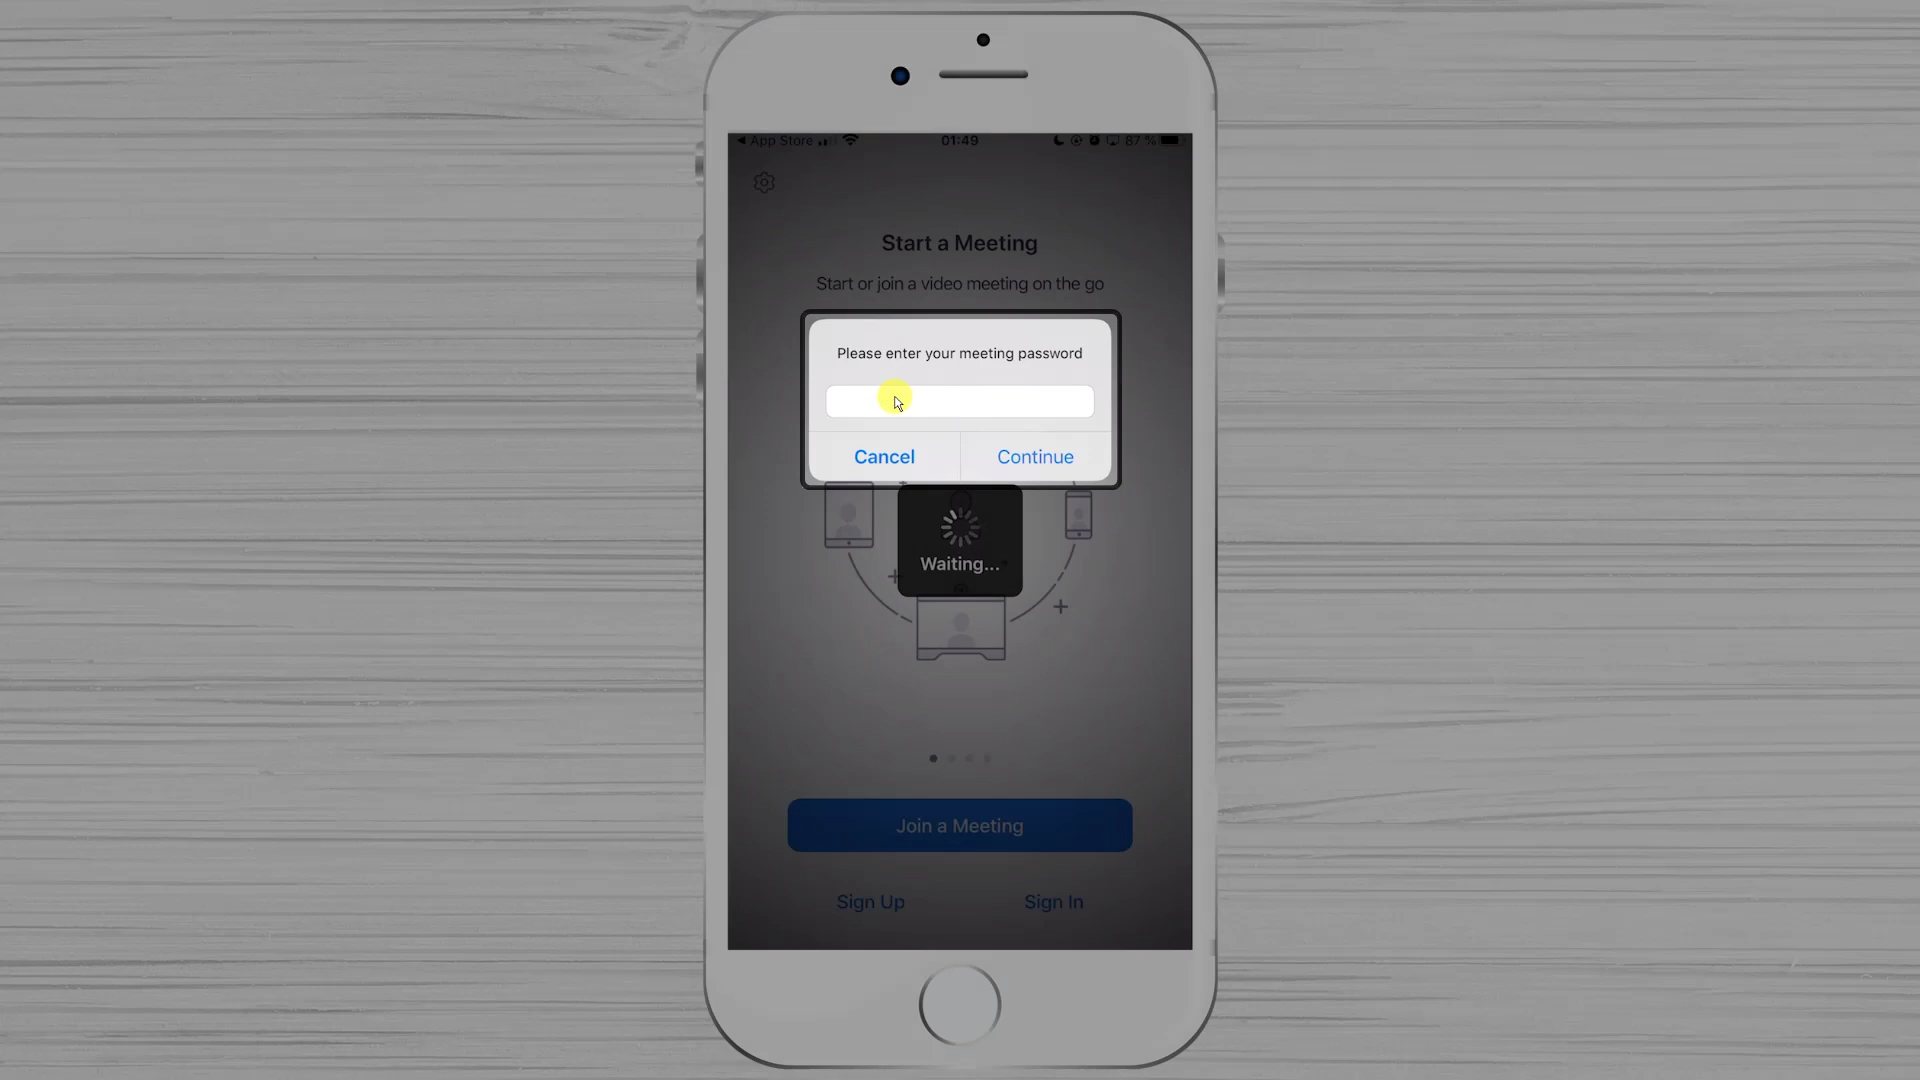 App Store 01:49 87 %
Start a Meeting
Start or join a video meeting on the go
Please enter your meeting password
Cancel Continue
Waiting...
Join a Meeting
Sign Up Sign In